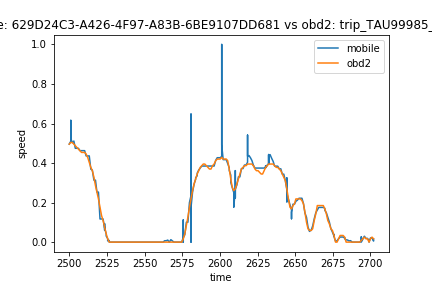 e: 629D24C3-A426-4F97-A83B-6BE9107DD681 vs obd2: trip_TAU99985_
mobile
obd2
1.0
0.8
0.6
0.4
0.2
0.0
speed
2500 2525 2550 2575 2600 2625 2650 2675 2700
time